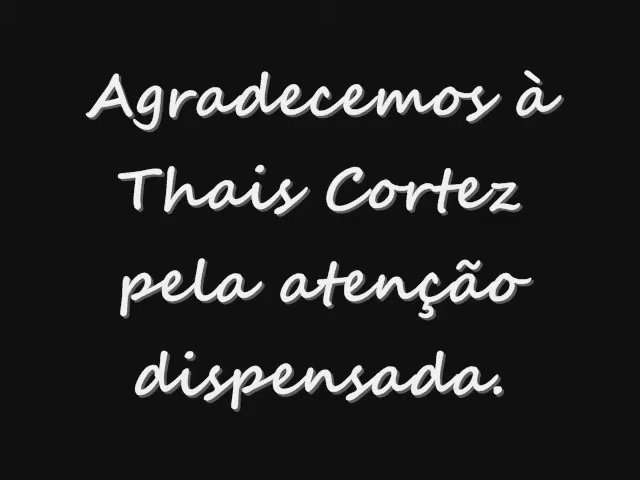 Agradecemos à
Thais Cortez
pela atenção
dispensada.